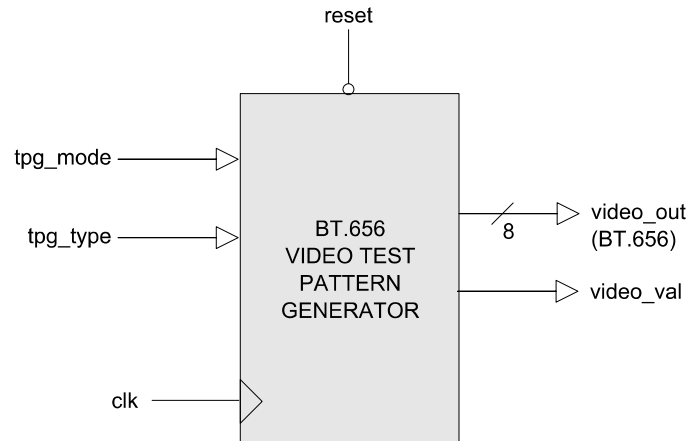 reset
tpg_mode
tpg_type
BT.656
VIDEO TEST
PATTERN
GENERATOR
8
video_out
(BT.656)
video_val
clk